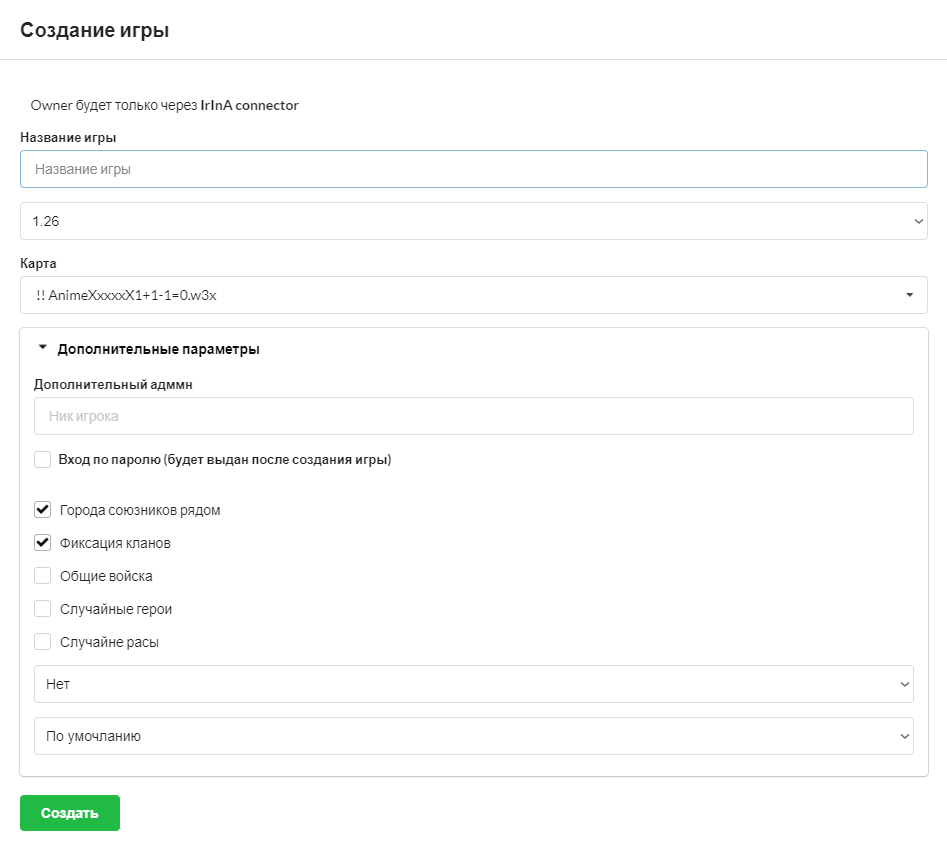 Создание игры
Owner будет только через IrInA connector
Название игры
Название игры
1.26
Карта
!! AnimeXxxxxX1+1-1=0.w3x
Дополнительные параметры
Дополнительный адммн
Ник игрока
Вход по паролю (будет выдан после создания игры)
Города союзников рядом
Фиксация кланов
Общие войска
Случайные герои
Случайне расы
Нет
По умочланию
Создать